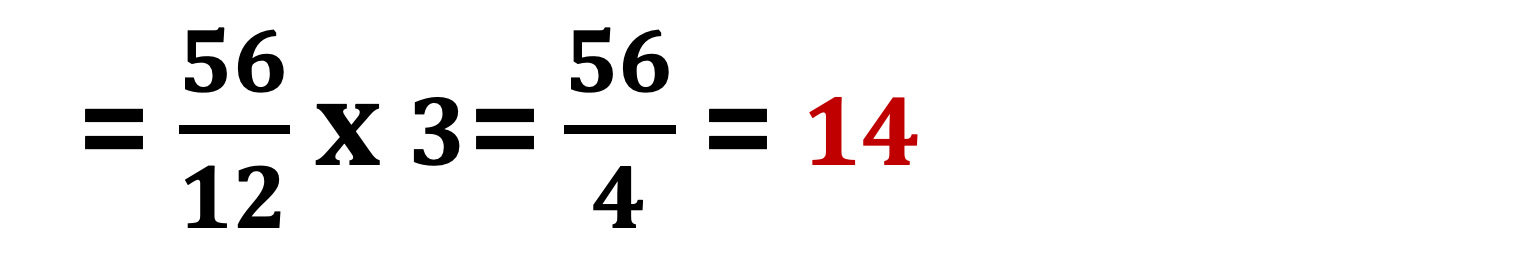 = 56/12 x 3 = 56/4 = 14